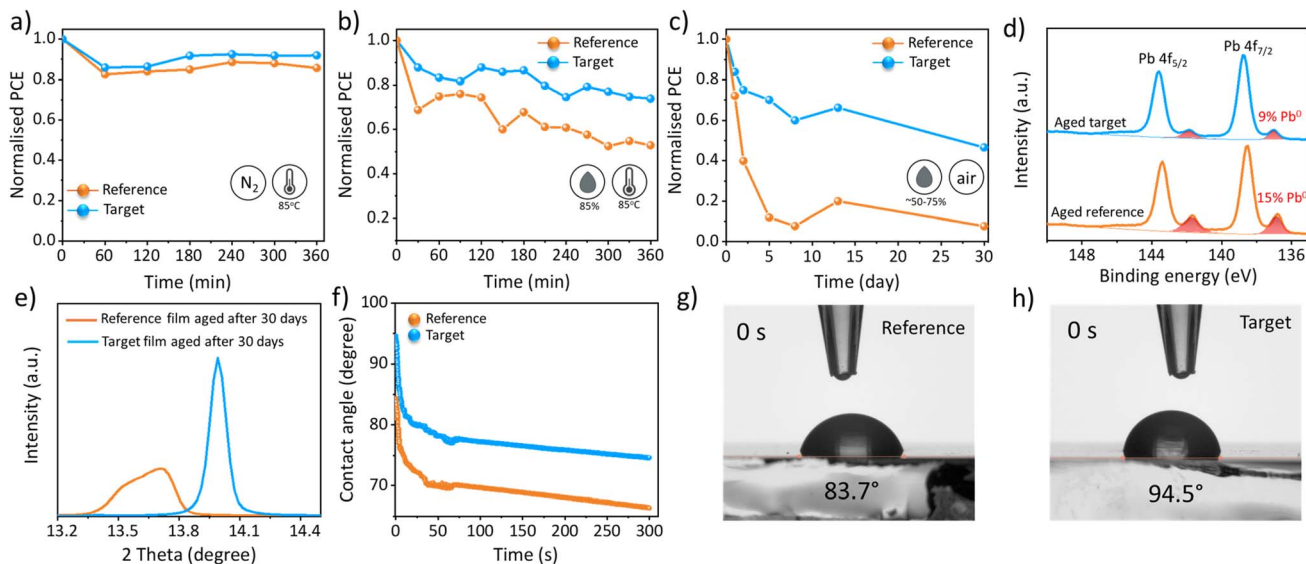 a)
1.0
0.8
0.6
0.4
0.2
0.0
Normalised PCE
Reference
Target
N2
85°C
0 60 120 180 240 300 360
Time (min)
b)
1.0
0.8
0.6
0.4
0.2
Normalised PCE
Reference
Target
85%
85°C
0 60 120 180 240 300 360
Time (min)
c)
1.0
0.8
0.6
0.4
0.2
0.0
Normalised PCE
Reference
Target
~50-75%
air
0 5 10 15 20 25 30
Time (day)
d)
Intensity (a.u.)
Pb 4f7/2
Pb 4f5/2
Aged target
9% Pb0
15% Pb0
Aged reference
148 144 140 136
Binding energy (eV)
e)
Intensity (a.u.)
Reference film aged after 30 days
Target film aged after 30 days
13.2 13.5 13.8 14.1 14.4
2 Theta (degree)
f)
100
90
80
70
Contact angle (degree)
Reference
Target
0 50 100 150 200 250 300
Time (s)
g)
0 s
Reference
83.7°
h)
0 s
Target
94.5°